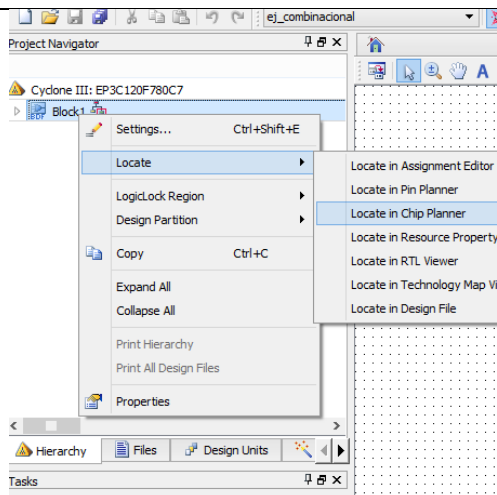 ej_combinacional
Project Navigator
Cyclone III: EP3C120F780C7
Block1
Settings... Ctrl+Shift+E
Locate
LogicLock Region
Design Partition
Copy Ctrl+C
Expand All
Collapse All
Print Hierarchy
Print All Design Files
Properties
Locate in Assignment Editor
Locate in Pin Planner
Locate in Chip Planner
Locate in Resource Property
Locate in RTL Viewer
Locate in Technology Map Vi
Locate in Design File
A
Hierarchy Files Design Units
Tasks